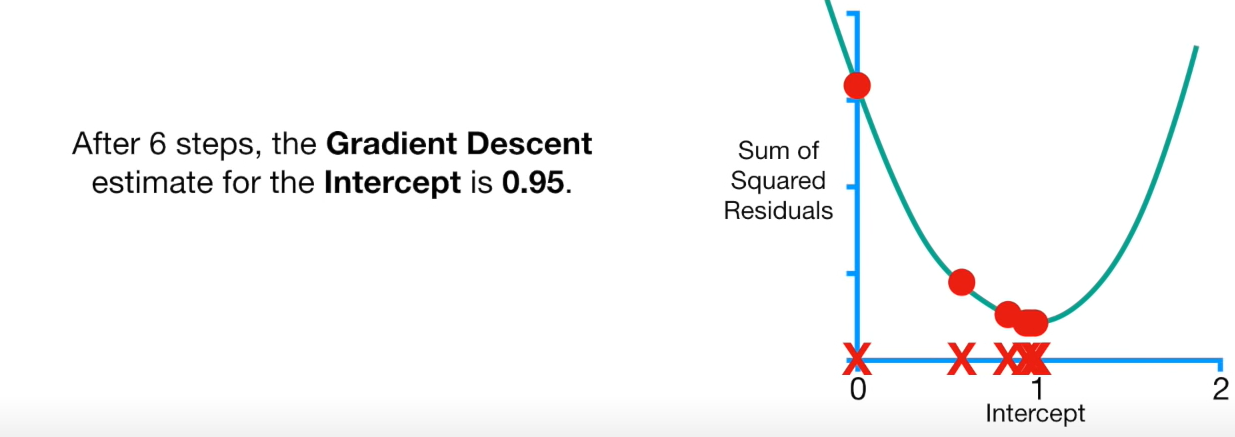 After 6 steps, the Gradient Descent
estimate for the Intercept is 0.95.
Sum of
Squared
Residuals
0
1
2
Intercept